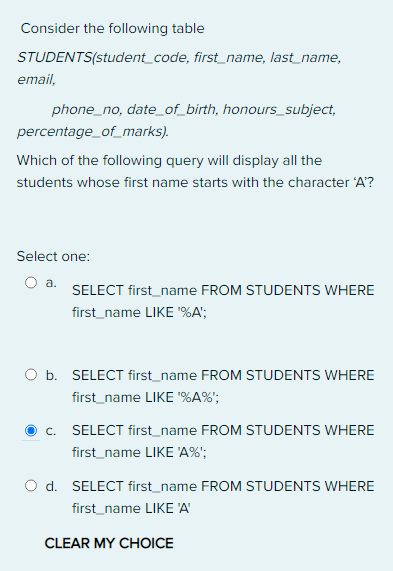 Consider the following table
STUDENTS(student_code, first_name, last_name,
email,
phone_no, date_of_birth, honours_subject,
percentage_of_marks).
Which of the following query will display all the
students whose first name starts with the character ‘A’?
Select one:
a.
SELECT first_name FROM STUDENTS WHERE
first_name LIKE '%A';
b. SELECT first_name FROM STUDENTS WHERE
first_name LIKE '%A%';
c. SELECT first_name FROM STUDENTS WHERE
first_name LIKE 'A%';
d. SELECT first_name FROM STUDENTS WHERE
first_name LIKE 'A'
CLEAR MY CHOICE